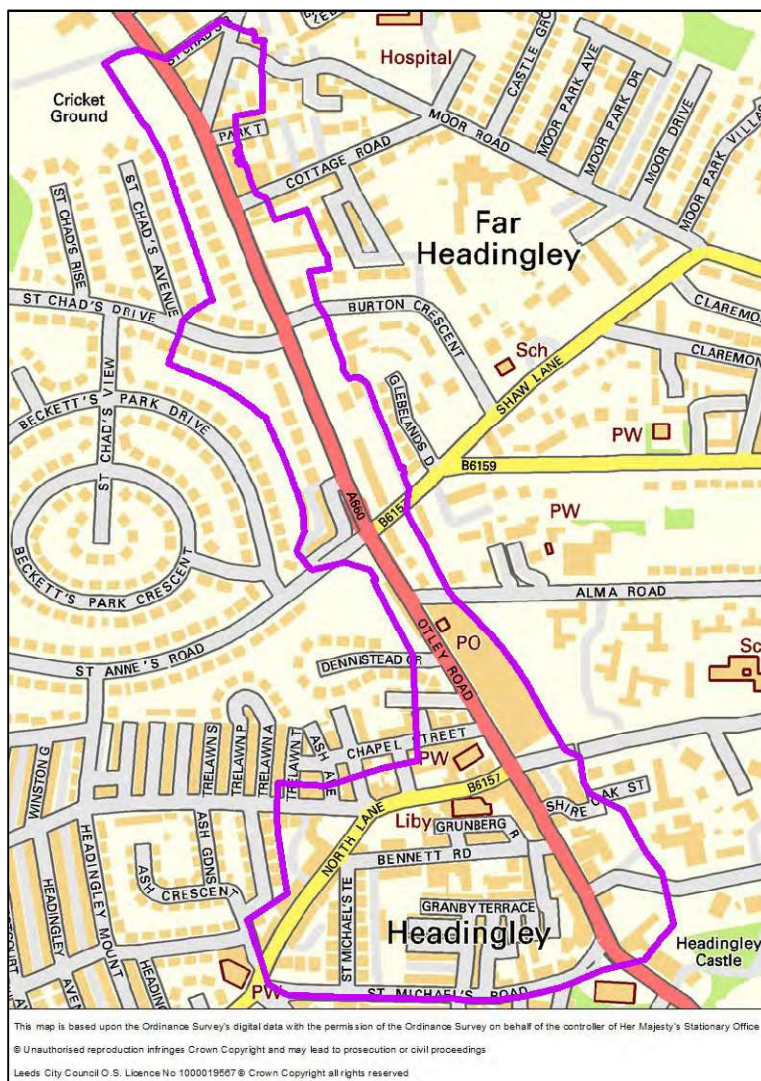 ST CHAD'S
Hospital
CASTLE GRO
MOOR PARK AVE
MOOR PARK DR
MOOR DRIVE
MOOR PARK VILLA
Cricket
Ground
PARK T
MOOR ROAD
COTTAGE ROAD
ST CHAD'S RISE
ST CHAD'S AVENUE
Far
Headingley
ST CHAD'S DRIVE
BURTON CRESCENT
CLAREMO
CLAREMON
ST CHAD'S VIEW
Sch
SHAW LANE
BECKETT'S PARK DRIVE
GLEBELANDS D
PW
B6159
A660
B6157
PW
BECKETT'S PARK CRESCENT
ALMA ROAD
ST ANNE'S ROAD
PO
OTLEY ROAD
Sc
DENNISTEAD CR
TRELAWN S
TRELAWN P
TRELAWN A
TRELAWN T
ASH AVE
CHAPEL STREET
PW
WINSTON G
B6157
SHIRE OAK ST
NORTH LANE
Liby
GRUNBERG
ASH GDNS
BENNETT RD
HEADINGLEY MOUNT
ASH CRESCENT
ST MICHAEL'S TE
GRANBY TERRACE
HEADINGLEY
Headingley
Headingley
Castle
AVEN
HEADING
PW
ST MICHAEL'S ROAD
This map is based upon the Ordinance Survey's digital data with the permission of the Ordinance Survey on behalf of the controller of Her Majesty's Stationary Office
© Unauthorised reproduction infringes Crown Copyright and may lead to prosecution or civil proceedings
Leeds City Council O.S. Licence No 1000019567 © Crown Copyright all rights reserved